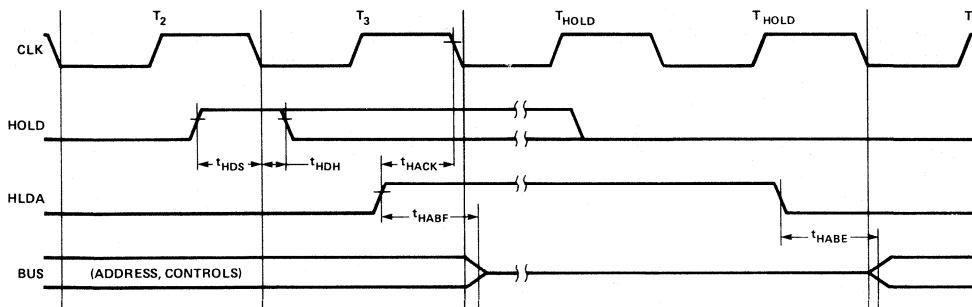 T2 T3 THOLD THOLD T
CLK
HOLD
tHDS tHDH tHACK
HLDA
tHABF tHABE
BUS (ADDRESS, CONTROLS)